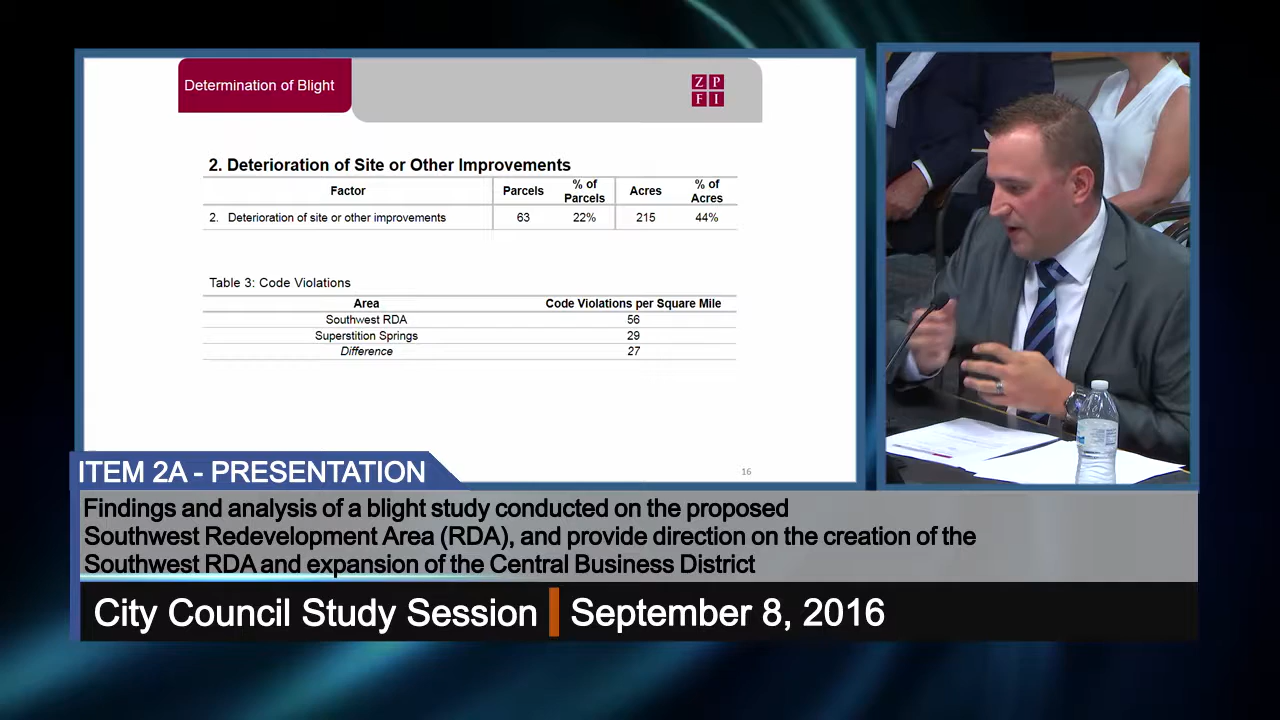 Determination of Blight
Z P
F I
2. Deterioration of Site or Other Improvements
Factor Parcels % of Parcels Acres % of Acres
2. Deterioration of site or other improvements 63 22% 215 44%
Table 3: Code Violations
Area Code Violations per Square Mile
Southwest RDA 56
Superstition Springs 29
Difference 27
16
ITEM 2A - PRESENTATION
Findings and analysis of a blight study conducted on the proposed
Southwest Redevelopment Area (RDA), and provide direction on the creation of the
Southwest RDA and expansion of the Central Business District
City Council Study Session September 8, 2016